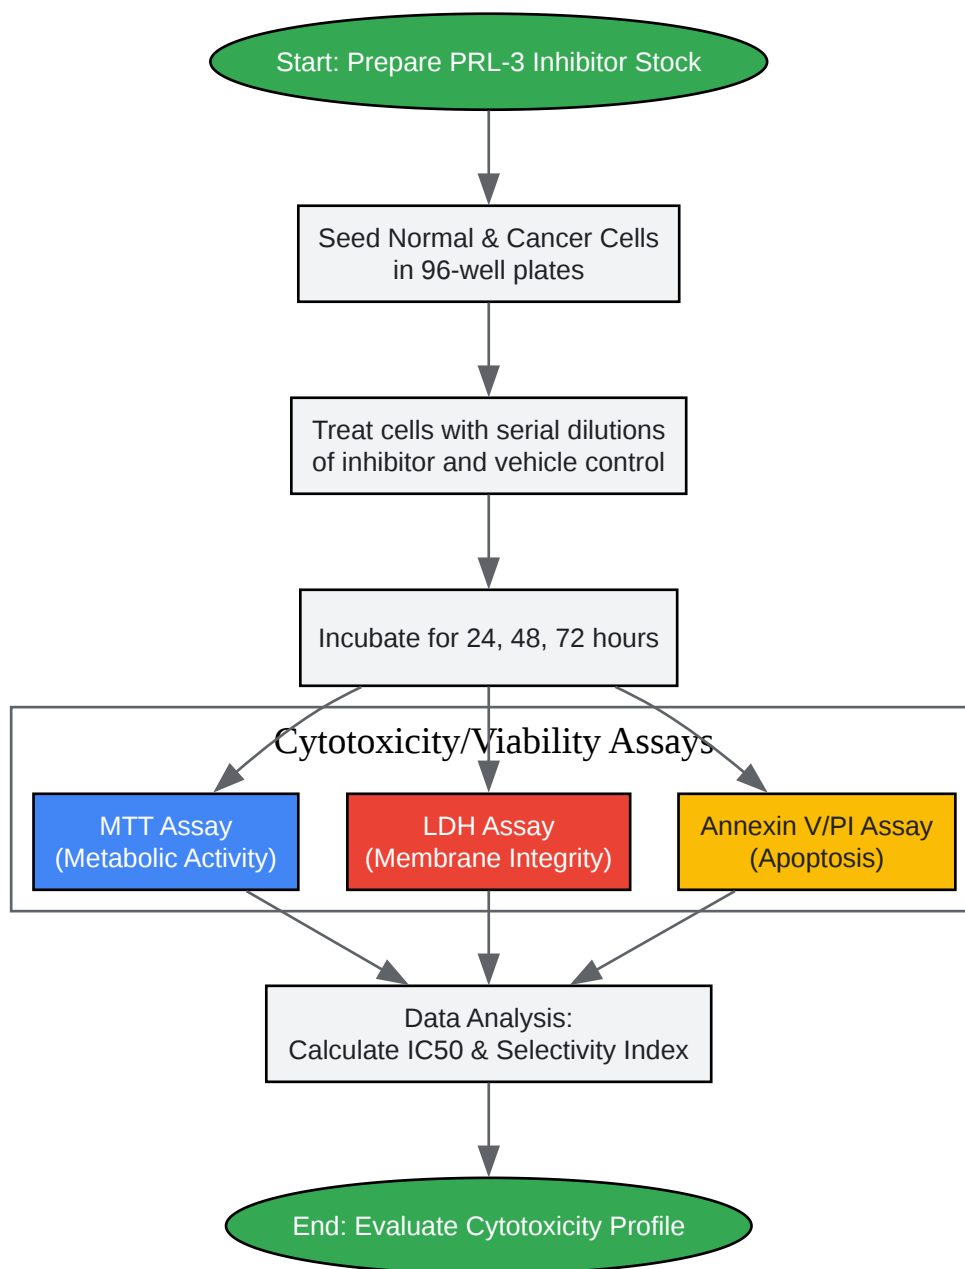 Start: Prepare PRL-3 Inhibitor Stock
Seed Normal & Cancer Cells
in 96-well plates
Treat cells with serial dilutions
of inhibitor and vehicle control
Incubate for 24, 48, 72 hours
Cytotoxicity/Viability Assays
MTT Assay
(Metabolic Activity)
LDH Assay
(Membrane Integrity)
Annexin V/PI Assay
(Apoptosis)
Data Analysis:
Calculate IC50 & Selectivity Index
End: Evaluate Cytotoxicity Profile